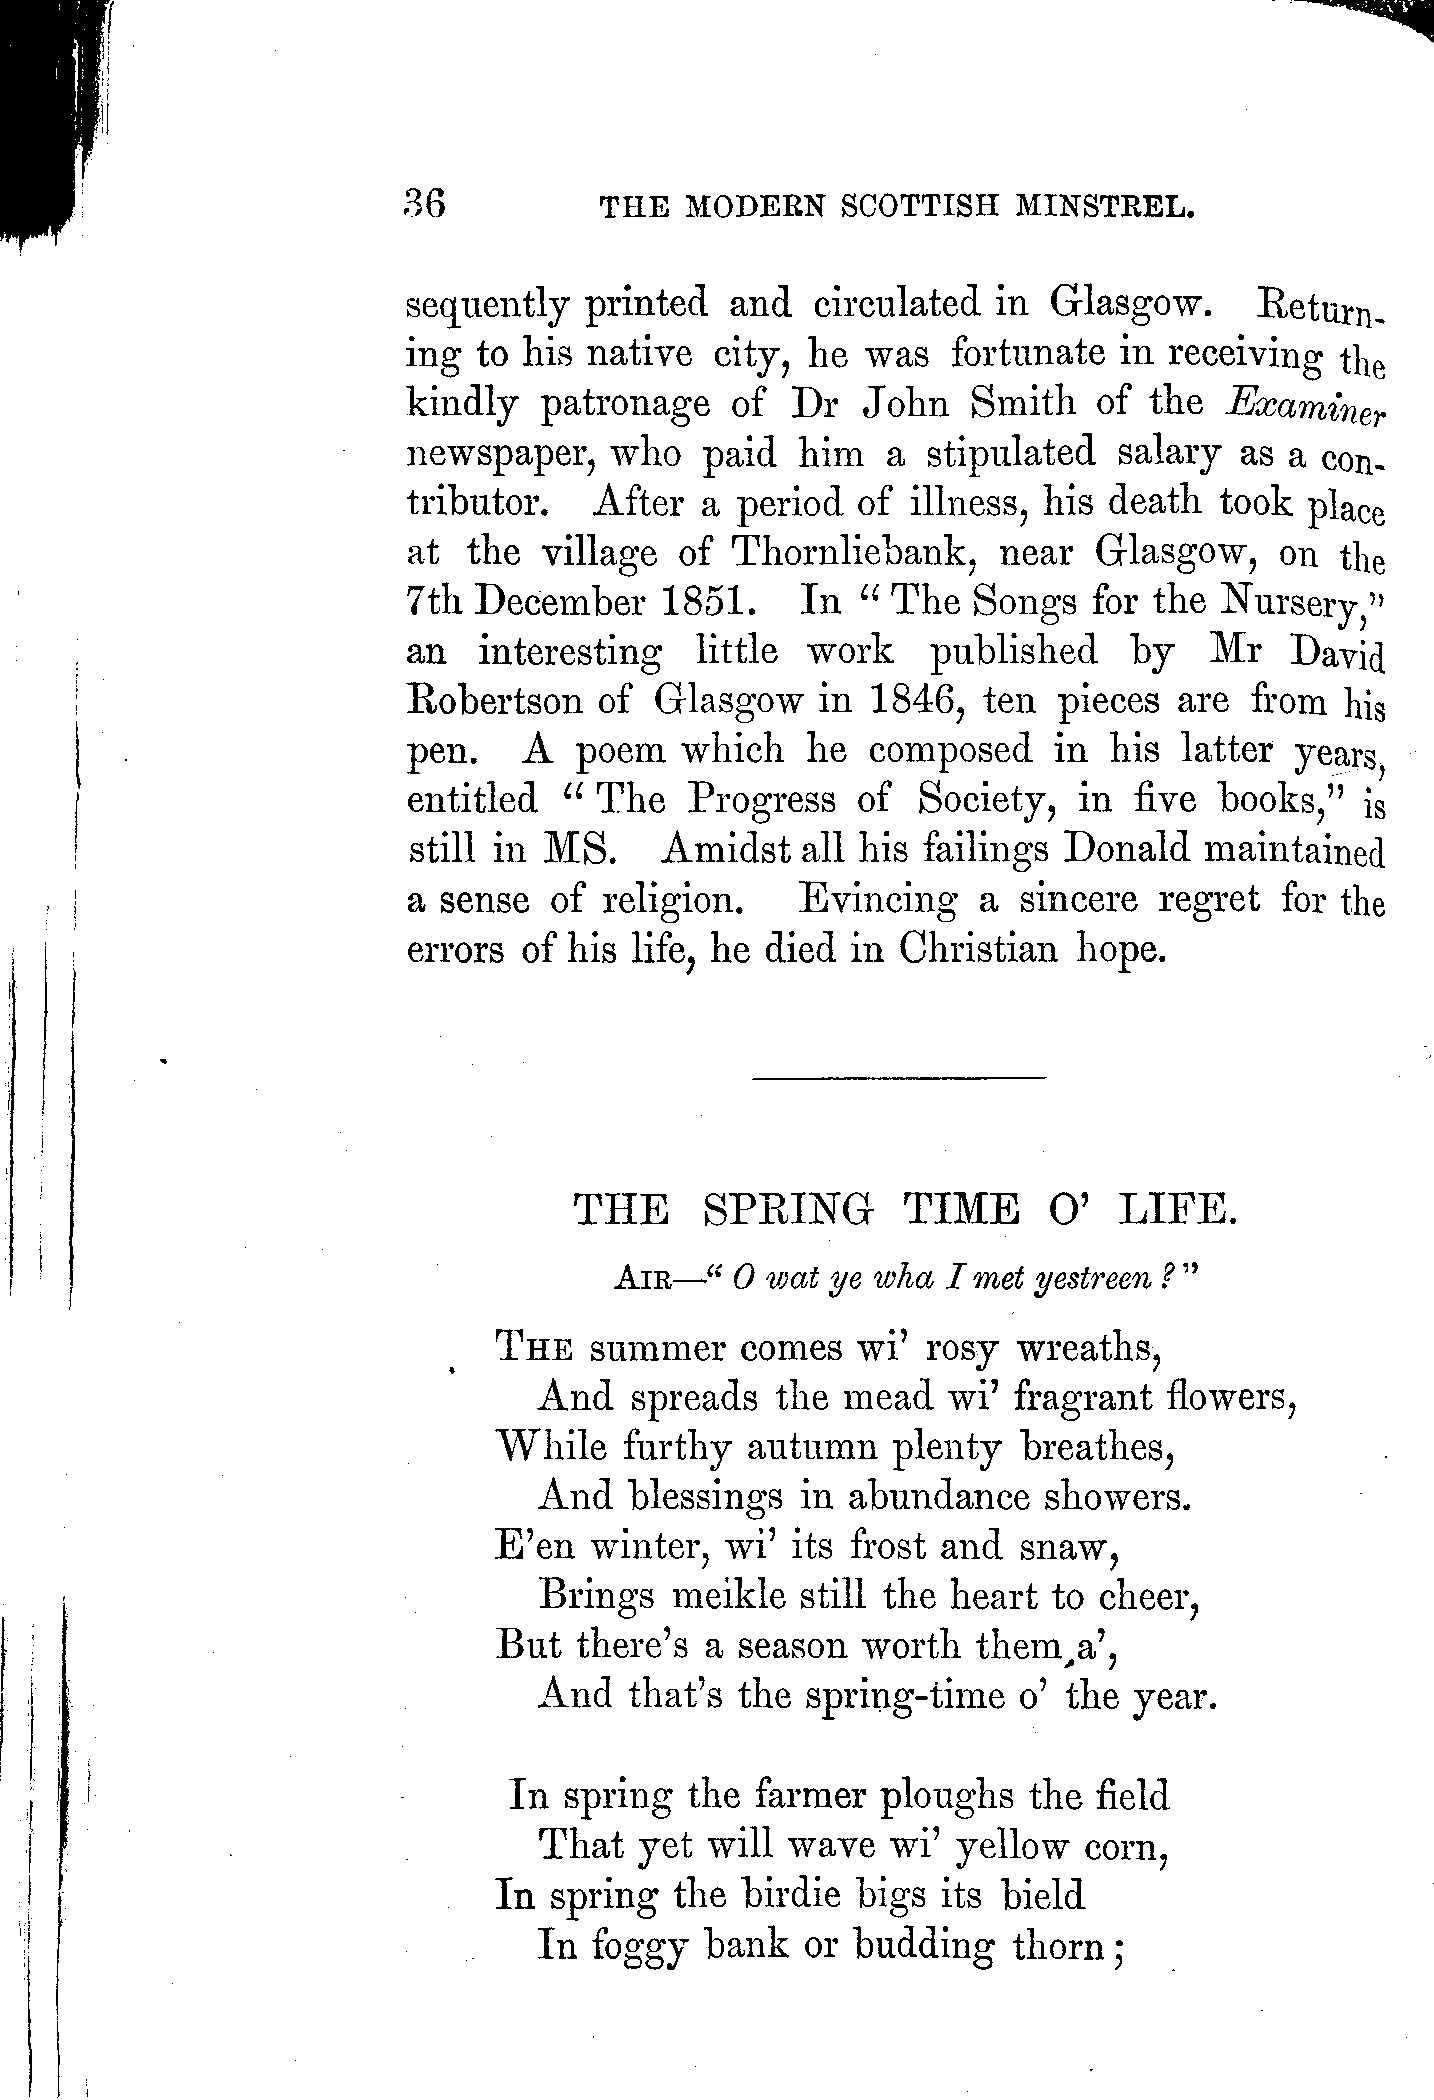 36 THE MODERN SCOTTISH MINSTREL.
sequently printed and circulated in Glasgow. Return-
ing to his native city, he was fortunate in receiving the
kindly patronage of Dr John Smith of the Examiner
newspaper, who paid him a stipulated salary as a con-
tributor. After a period of illness, his death took place
at the village of Thornliebank, near Glasgow, on the
7th December 1851. In “The Songs for the Nursery,”
an interesting little work published by Mr David
Robertson of Glasgow in 1846, ten pieces are from his
pen. A poem which he composed in his latter years,
entitled “The Progress of Society, in five books,” is
still in MS. Amidst all his failings Donald maintained
a sense of religion. Evincing a sincere regret for the
errors of his life, he died in Christian hope.
THE SPRING TIME O’ LIFE.
AIR—“O wat ye wha I met yestreen?”
THE summer comes wi’ rosy wreaths,
And spreads the mead wi’ fragrant flowers,
While furthy autumn plenty breathes,
And blessings in abundance showers.
E’en winter, wi’ its frost and snaw,
Brings meikle still the heart to cheer,
But there’s a season worth them a’,
And that’s the spring-time o’ the year.
In spring the farmer ploughs the field
That yet will wave wi’ yellow corn,
In spring the birdie bigs its bield
In foggy bank or budding thorn;